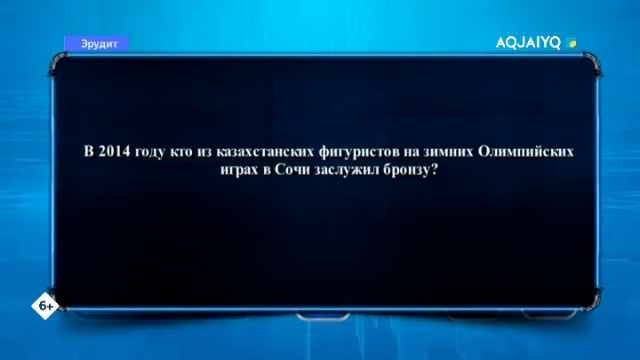 Эрудит
AQJAIYQ
В 2014 году кто из казахстанских фигуристов на зимних Олимпийских
играх в Сочи заслужил бронзу?
6+